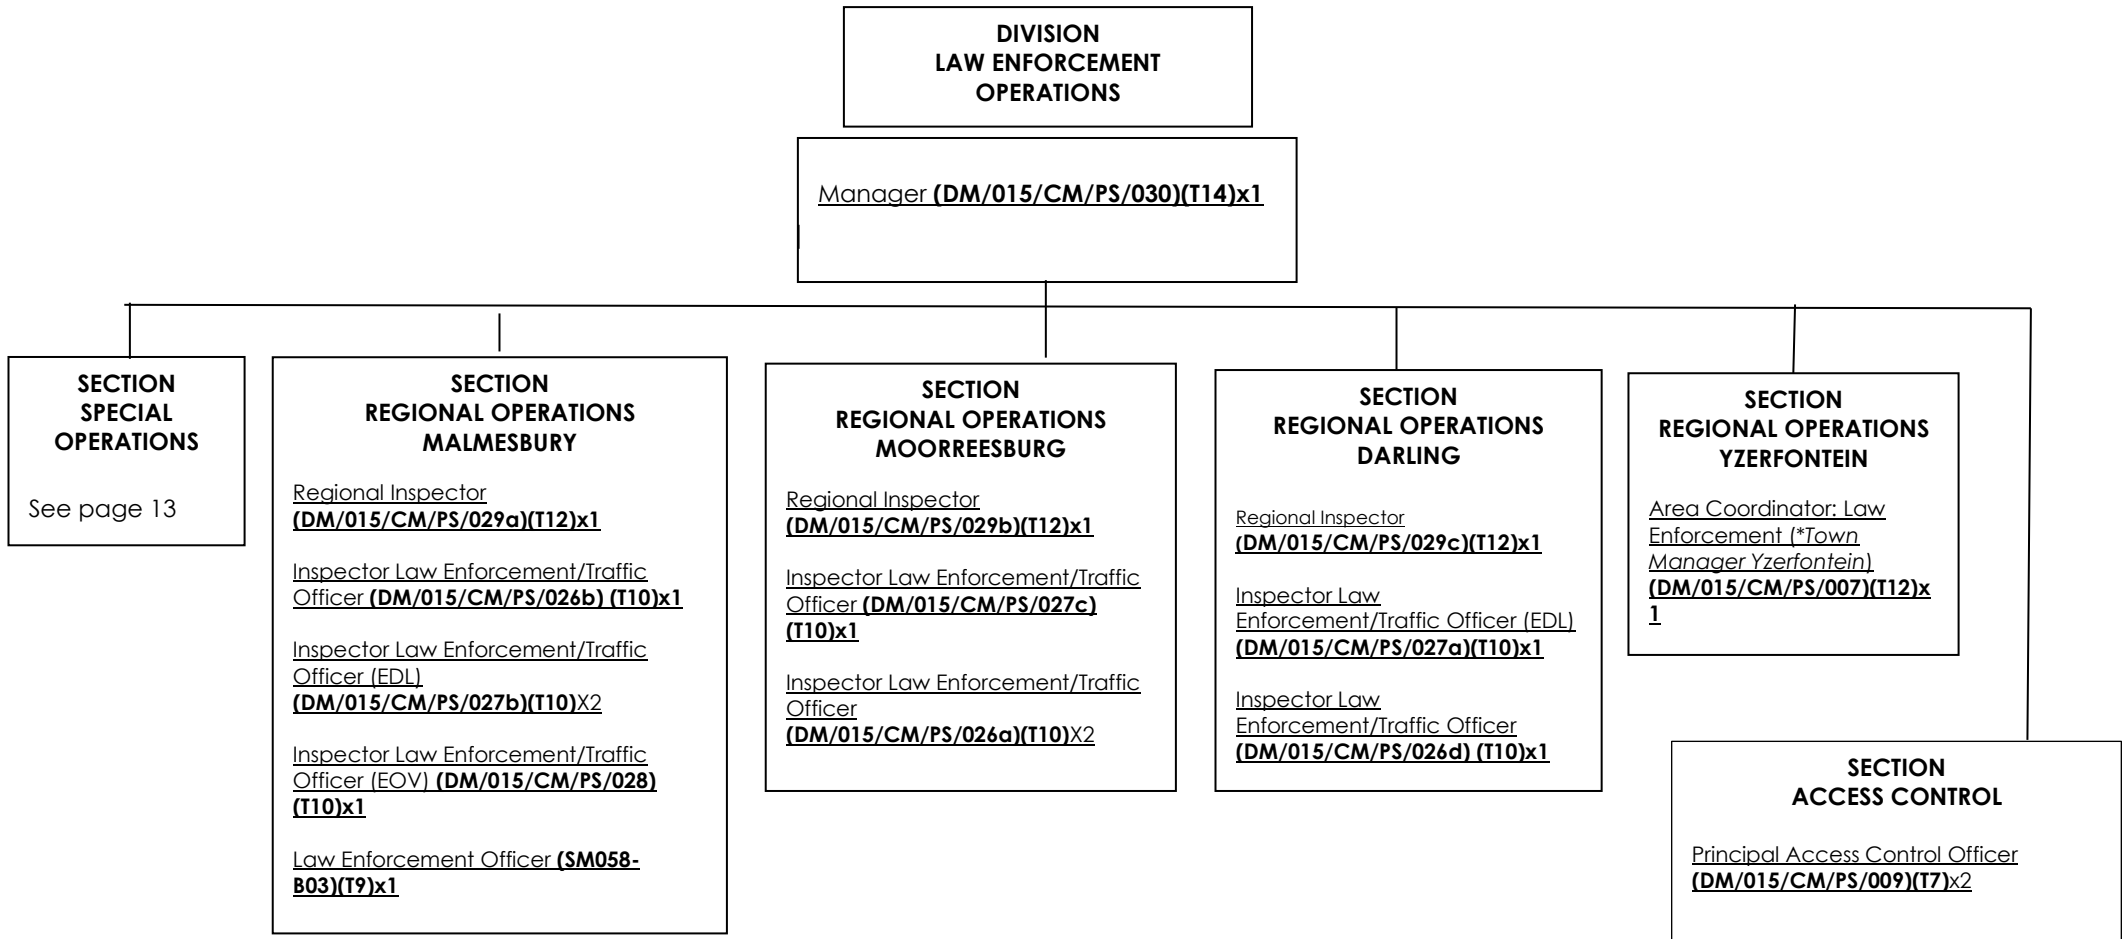 DIVISION
LAW ENFORCEMENT
OPERATIONS
Manager (DM/015/CM/PS/030)(T14)x1
SECTION
SPECIAL
OPERATIONS
See page 13
SECTION
REGIONAL OPERATIONS
MALMESBURY
Regional Inspector
(DM/015/CM/PS/029a)(T12)x1
Inspector Law Enforcement/Traffic
Officer (DM/015/CM/PS/026b) (T10)x1
Inspector Law Enforcement/Traffic
Officer (EDL)
(DM/015/CM/PS/027b)(T10)X2
Inspector Law Enforcement/Traffic
Officer (EOV) (DM/015/CM/PS/028)
(T10)x1
Law Enforcement Officer (SM058-
B03)(T9)x1
SECTION
REGIONAL OPERATIONS
MOORREESBURG
Regional Inspector
(DM/015/CM/PS/029b)(T12)x1
Inspector Law Enforcement/Traffic
Officer (DM/015/CM/PS/027c)
(T10)x1
Inspector Law Enforcement/Traffic
Officer
(DM/015/CM/PS/026a)(T10)X2
SECTION
REGIONAL OPERATIONS
DARLING
Regional Inspector
(DM/015/CM/PS/029c)(T12)x1
Inspector Law
Enforcement/Traffic Officer (EDL)
(DM/015/CM/PS/027a)(T10)x1
Inspector Law
Enforcement/Traffic Officer
(DM/015/CM/PS/026d) (T10)x1
SECTION
REGIONAL OPERATIONS
YZERFONTEIN
Area Coordinator: Law
Enforcement (*Town
Manager Yzerfontein)
(DM/015/CM/PS/007)(T12)x
1
SECTION
ACCESS CONTROL
Principal Access Control Officer
(DM/015/CM/PS/009)(T7)x2